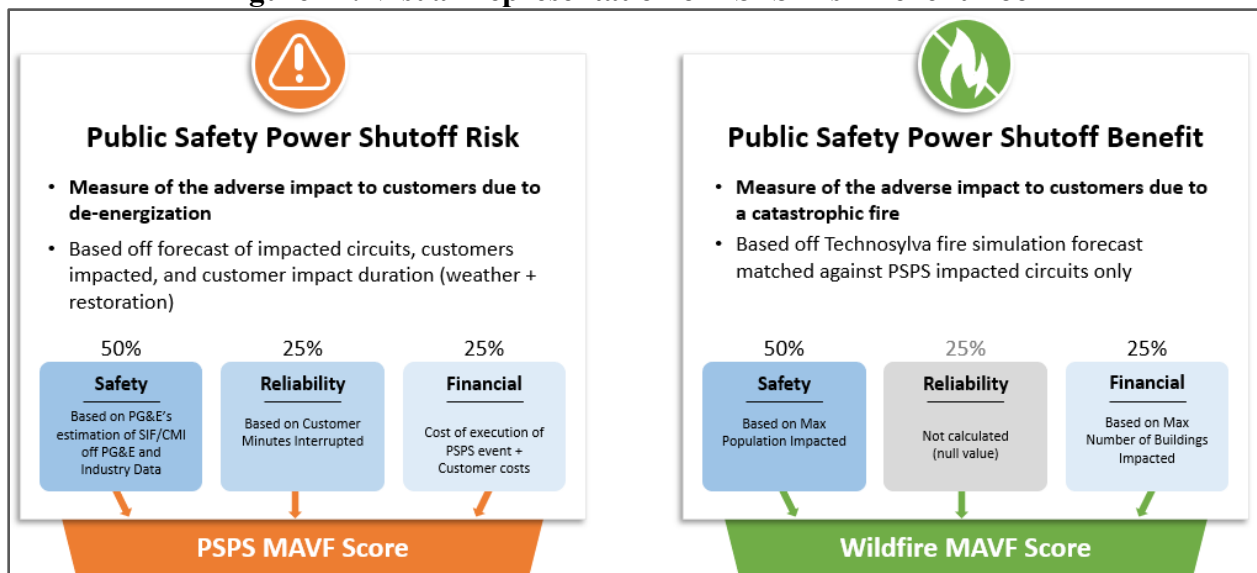 Public Safety Power Shutoff Risk
• Measure of the adverse impact to customers due to
de-energization
• Based off forecast of impacted circuits, customers
impacted, and customer impact duration (weather +
restoration)
50%
Safety
Based on PG&E's
estimation of SIF/CMI
off PG&E and
Industry Data
25%
Reliability
Based on Customer
Minutes Interrupted
25%
Financial
Cost of execution of
PSPS event +
Customer costs
PSPS MAVF Score
Public Safety Power Shutoff Benefit
• Measure of the adverse impact to customers due to
a catastrophic fire
• Based off Technosylva fire simulation forecast
matched against PSPS impacted circuits only
50%
Safety
Based on Max
Population Impacted
25%
Reliability
Not calculated
(null value)
25%
Financial
Based on Max
Number of Buildings
Impacted
Wildfire MAVF Score